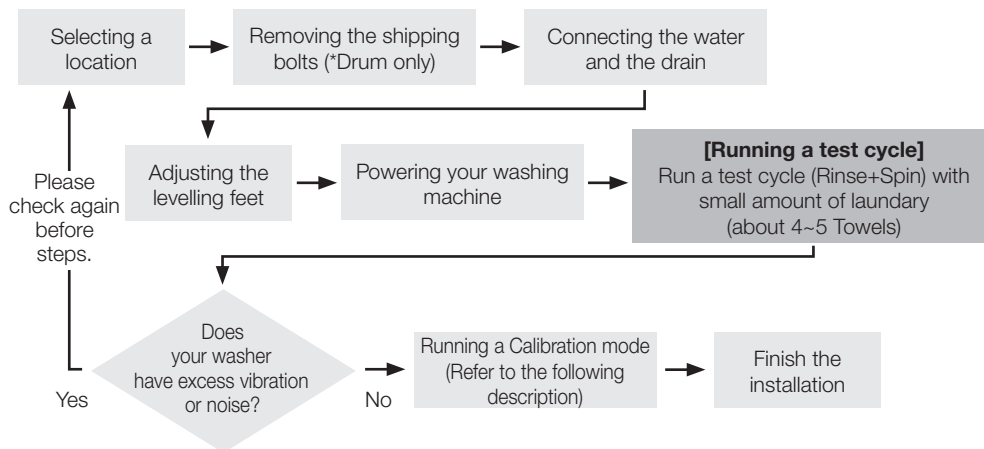 Selecting a
location
Removing the shipping
bolts (*Drum only)
Connecting the water
and the drain
Adjusting the
levelling feet
Powering your washing
machine
[Running a test cycle]
Run a test cycle (Rinse+Spin) with
small amount of laundary
(about 4~5 Towels)
Please
check again
before
steps.
Does
your washer
have excess vibration
or noise?
Yes
No
Running a Calibration mode
(Refer to the following
description)
Finish the
installation